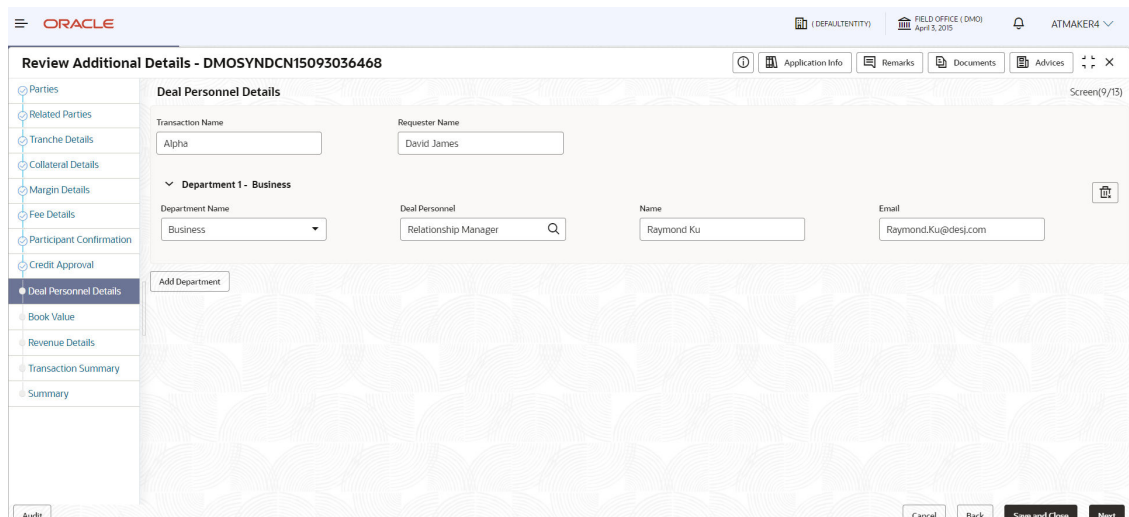 ORACLE
( DEFAULTENTITY)
FIELD OFFICE ( DMO)
April 3, 2015
ATMAKER4
Review Additional Details - DMOSYNDCN15093036468
Application Info
Remarks
Documents
Advices
Parties
Related Parties
Tranche Details
Collateral Details
Margin Details
Fee Details
Participant Confirmation
Credit Approval
Deal Personnel Details
Book Value
Revenue Details
Transaction Summary
Summary
Deal Personnel Details
Screen(9/13)
Transaction Name
Requester Name
Alpha
David James
Department 1 - Business
Department Name
Deal Personnel
Name
Email
Business
Relationship Manager
Raymond Ku
Raymond.Ku@desj.com
Add Department
Audit
Cancel
Back
Save and Close
Next